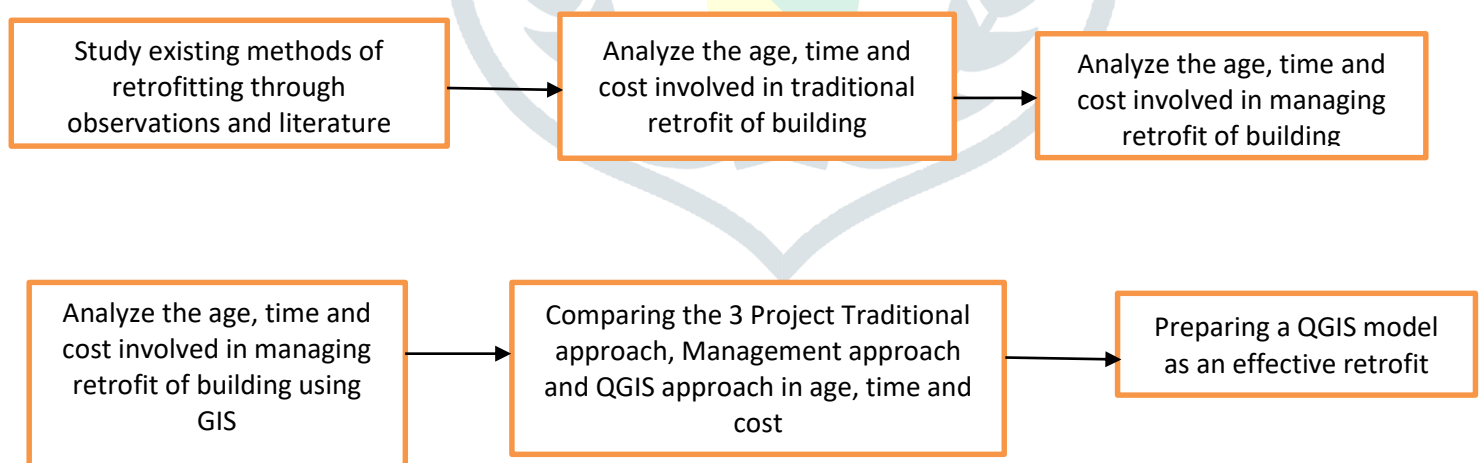 Study existing methods of
retrofitting through
observations and literature
Analyze the age, time and
cost involved in traditional
retrofit of building
Analyze the age, time and
cost involved in managing
retrofit of building
Analyze the age, time and
cost involved in managing
retrofit of building using
GIS
Comparing the 3 Project Traditional
approach, Management approach
and QGIS approach in age, time and
cost
Preparing a QGIS model
as an effective retrofit